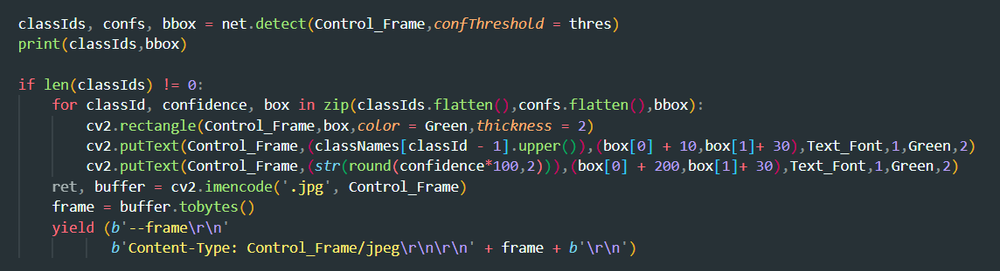 classIds, confs, bbox = net.detect(Control_Frame,confThreshold = thres)
print(classIds,bbox)
if len(classIds) != 0:
for classId, confidence, box in zip(classIds.flatten(),confs.flatten(),bbox):
cv2.rectangle(Control_Frame,box,color = Green,thickness = 2)
cv2.putText(Control_Frame,(classNames[classId - 1].upper()),(box[0] + 10,box[1]+ 30),Text_Font,1,Green,2)
cv2.putText(Control_Frame,(str(round(confidence*100,2))),(box[0] + 200,box[1]+ 30),Text_Font,1,Green,2)
ret, buffer = cv2.imencode('.jpg', Control_Frame)
frame = buffer.tobytes()
yield (b'--frame\r\n'
b'Content-Type: Control_Frame/jpeg\r\n\r\n' + frame + b'\r\n')